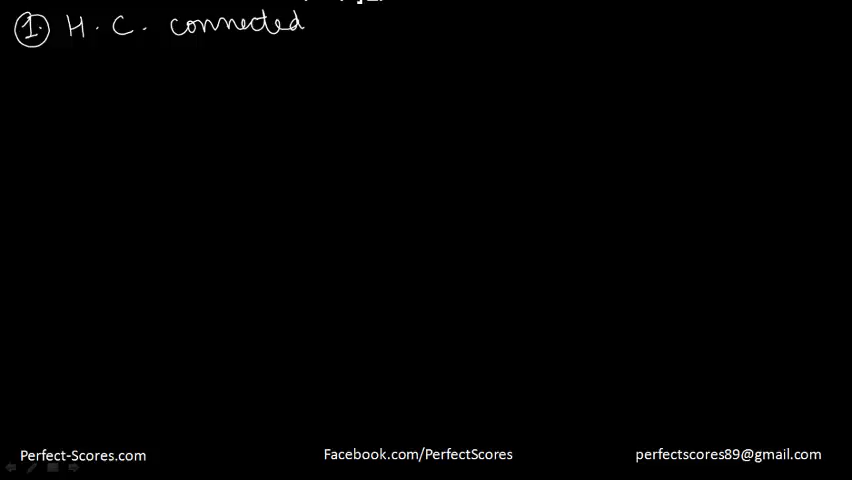 1. H. C. connected
Perfect-Scores.com
Facebook.com/PerfectScores
perfectscores89@gmail.com